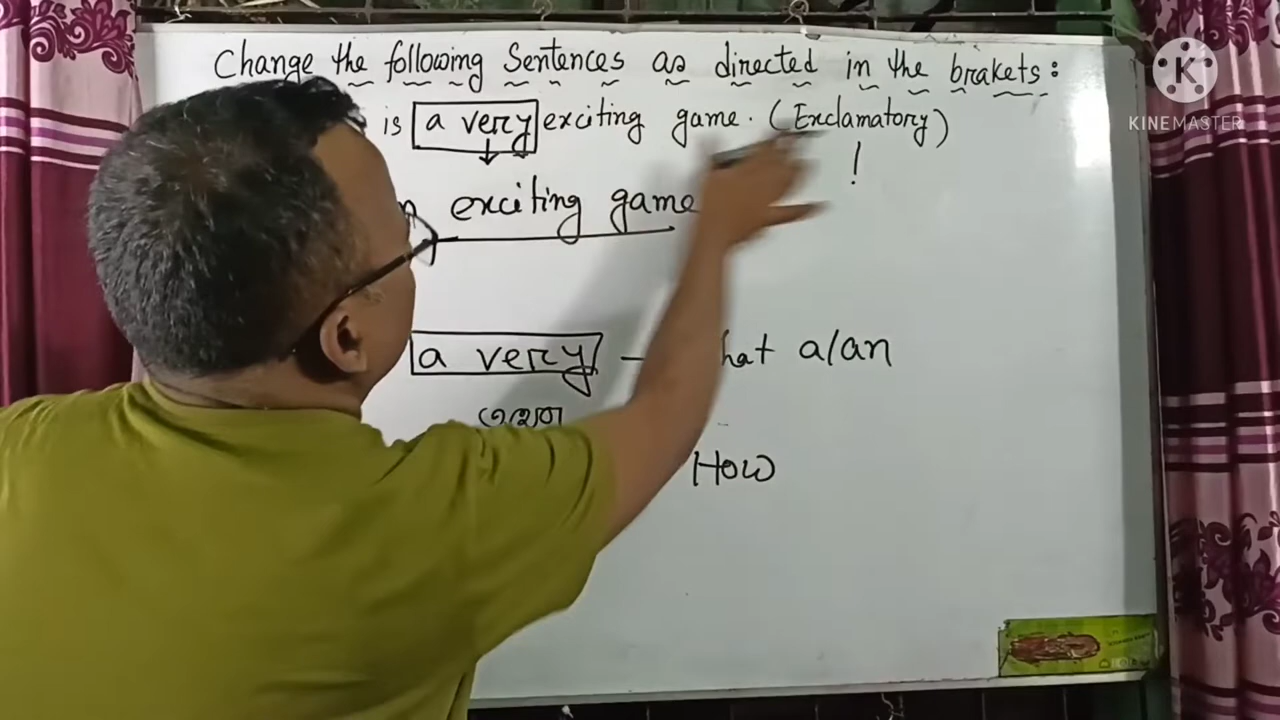 Change the following Sentences as directed in the brakets:
is a very exciting game. (Exclamatory)
!
exciting game
a very — hat a/an
How
KINEMASTER